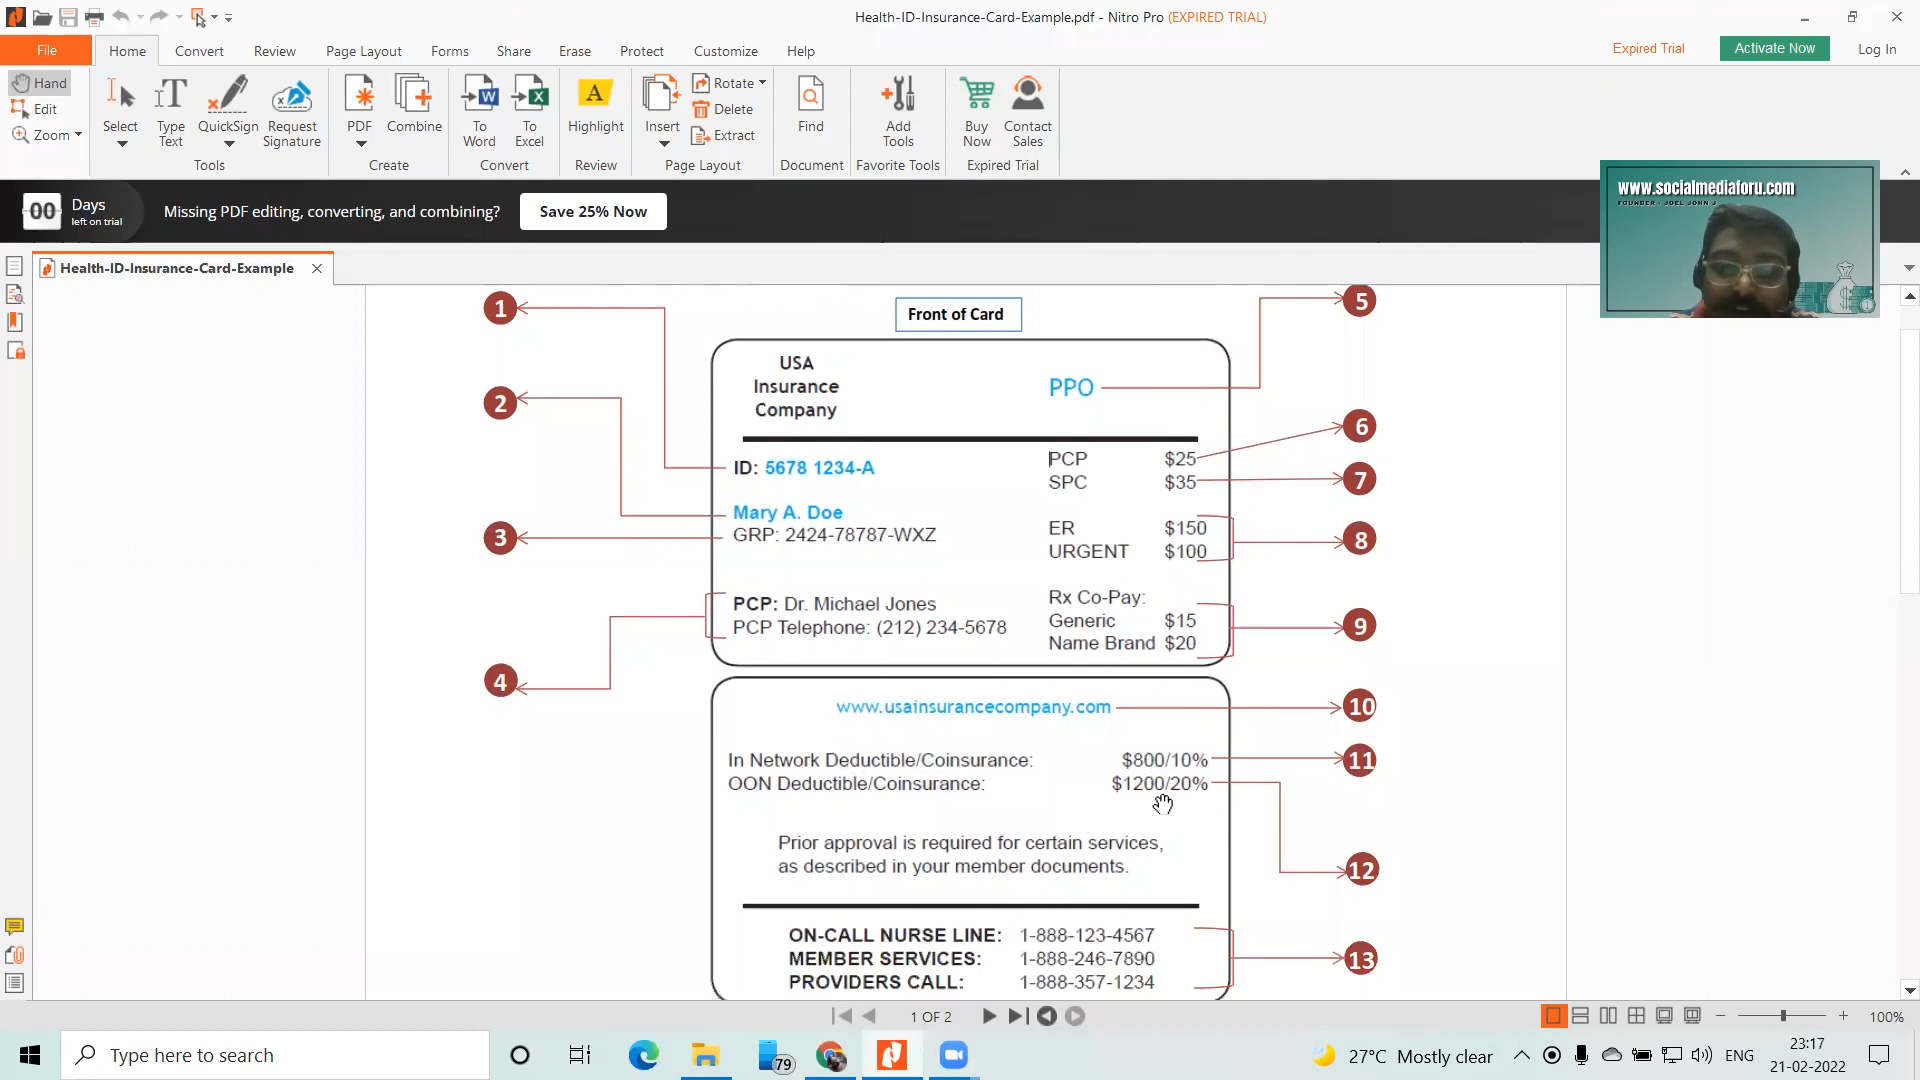 Health-ID-Insurance-Card-Example.pdf - Nitro Pro (EXPIRED TRIAL)
File
Home
Convert
Review
Page Layout
Forms
Share
Erase
Protect
Customize
Help
Expired Trial
Activate Now
Log In
Hand
Edit
Zoom
Select
Type Text
QuickSign
Request Signature
Tools
PDF
Combine
Create
To Word
To Excel
Convert
Highlight
Review
Insert
Rotate
Delete
Extract
Page Layout
Find
Document
Add Tools
Favorite Tools
Buy Now
Contact Sales
Expired Trial
www.socialmediaforu.com
FOUNDER - JOEL JOHN J
00
Days
left on trial
Missing PDF editing, converting, and combining?
Save 25% Now
Health-ID-Insurance-Card-Example
Front of Card
1
2
3
4
5
6
7
8
9
10
11
12
13
USA
Insurance
Company
PPO
ID: 5678 1234-A
Mary A. Doe
GRP: 2424-78787-WXZ
PCP: Dr. Michael Jones
PCP Telephone: (212) 234-5678
PCP $25
SPC $35
ER $150
URGENT $100
Rx Co-Pay:
Generic $15
Name Brand $20
www.usainsurancecompany.com
In Network Deductible/Coinsurance: $800/10%
OON Deductible/Coinsurance: $1200/20%
Prior approval is required for certain services,
as described in your member documents.
ON-CALL NURSE LINE: 1-888-123-4567
MEMBER SERVICES: 1-888-246-7890
PROVIDERS CALL: 1-888-357-1234
1 OF 2
100%
Type here to search
79
27°C Mostly clear
ENG
23:17
21-02-2022